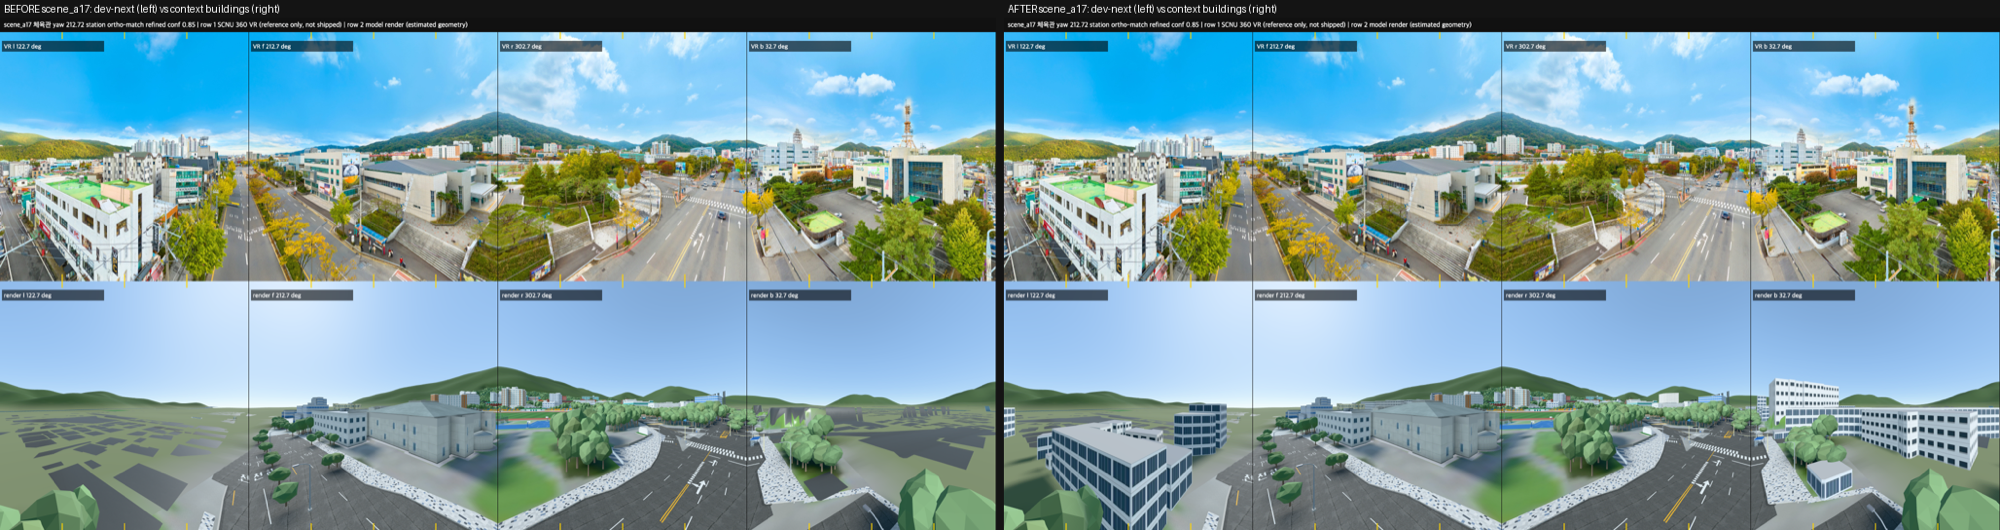 BEFORE scene_a17: dev-next (left) vs context buildings (right)
scene_a17 체육관 yaw 212.72 station ortho-match refined conf 0.85 | row 1 SCNU 360 VR (reference only, not shipped) | row 2 model render (estimated geometry)
VR l 122.7 deg
VR f 212.7 deg
VR r 302.7 deg
VR b 32.7 deg
render l 122.7 deg
render f 212.7 deg
render r 302.7 deg
render b 32.7 deg
AFTER scene_a17: dev-next (left) vs context buildings (right)
scene_a17 체육관 yaw 212.72 station ortho-match refined conf 0.85 | row 1 SCNU 360 VR (reference only, not shipped) | row 2 model render (estimated geometry)
VR l 122.7 deg
VR f 212.7 deg
VR r 302.7 deg
VR b 32.7 deg
render l 122.7 deg
render f 212.7 deg
render r 302.7 deg
render b 32.7 deg